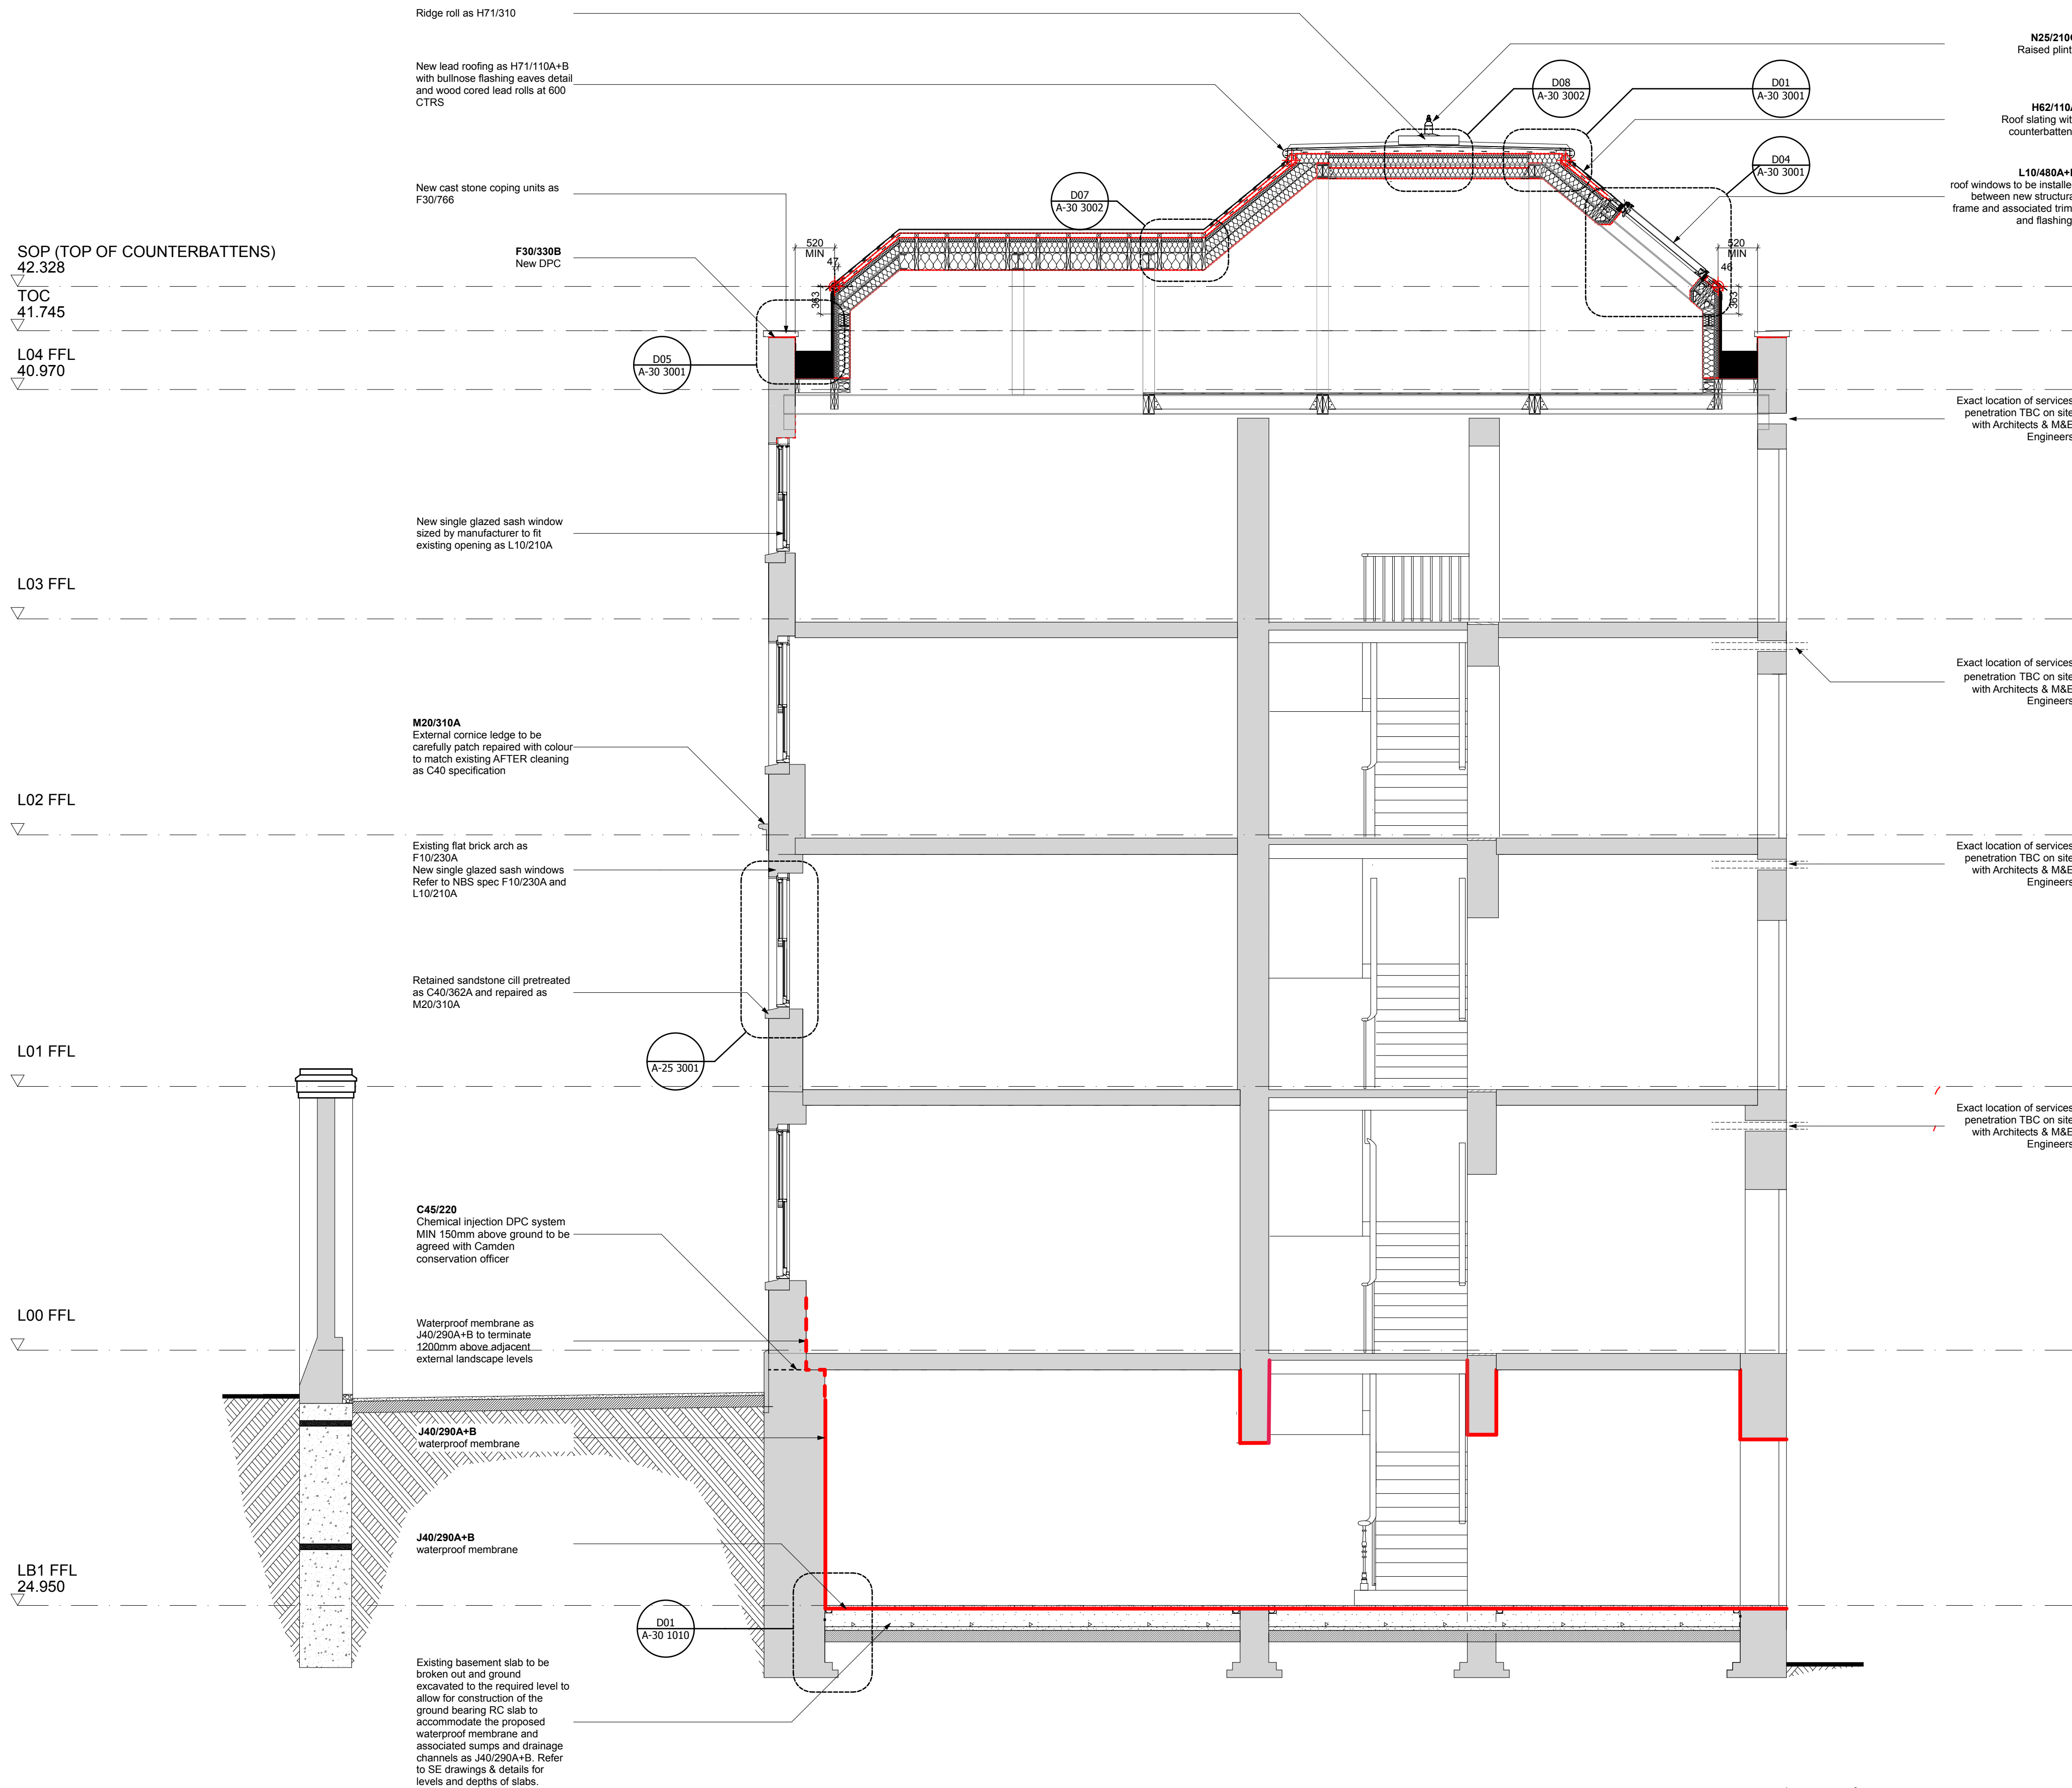 Ridge roll as H71/310
New lead roofing as H71/110A+B
with bullnose flashing eaves detail
and wood cored lead rolls at 600
CTRS
New cast stone coping units as
F30/766
F30/330B
New DPC
SOP (TOP OF COUNTERBATTENS)
42.328
TOC
41.745
L04 FFL
40.970
520
MIN
47
363
D07
A-30 3002
D08
A-30 3002
D01
A-30 3001
D04
A-30 3001
520
MIN
46
363
D05
A-30 3001
Raised
H62/110
Roof slating
L10/480A+
roof windows to be
between new
frame and associated
and
Exact location of services
penetration TBC on site
with Architects & M&E
Engineers
New single glazed sash window
sized by manufacturer to fit
existing opening as L10/210A
L03 FFL
Exact location of services
penetration TBC on site
with Architects & M&E
Engineers
M20/310A
External cornice ledge to be
carefully patch repaired with colour
to match existing AFTER cleaning
as C40 specification
L02 FFL
Existing flat brick arch as
F10/230A
New single glazed sash windows
Refer to NBS spec F10/230A and
L10/210A
Exact location of services
penetration TBC on site
with Architects & M&E
Engineers
Retained sandstone cill pretreated
as C40/362A and repaired as
M20/310A
A-25 3001
L01 FFL
Exact location of services
penetration TBC on site
with Architects & M&E
Engineers
C45/220
Chemical injection DPC system
MIN 150mm above ground to be
agreed with Camden
conservation officer
L00 FFL
Waterproof membrane as
J40/290A+B to terminate
1200mm above adjacent
external landscape levels
J40/290A+B
waterproof membrane
J40/290A+B
waterproof membrane
LB1 FFL
24.950
D01
A-30 1010
Existing basement slab to be
broken out and ground
excavated to the required level to
allow for construction of the
ground bearing RC slab to
accommodate the proposed
waterproof membrane and
associated sumps and drainage
channels as J40/290A+B. Refer
to SE drawings & details for
levels and depths of slabs.